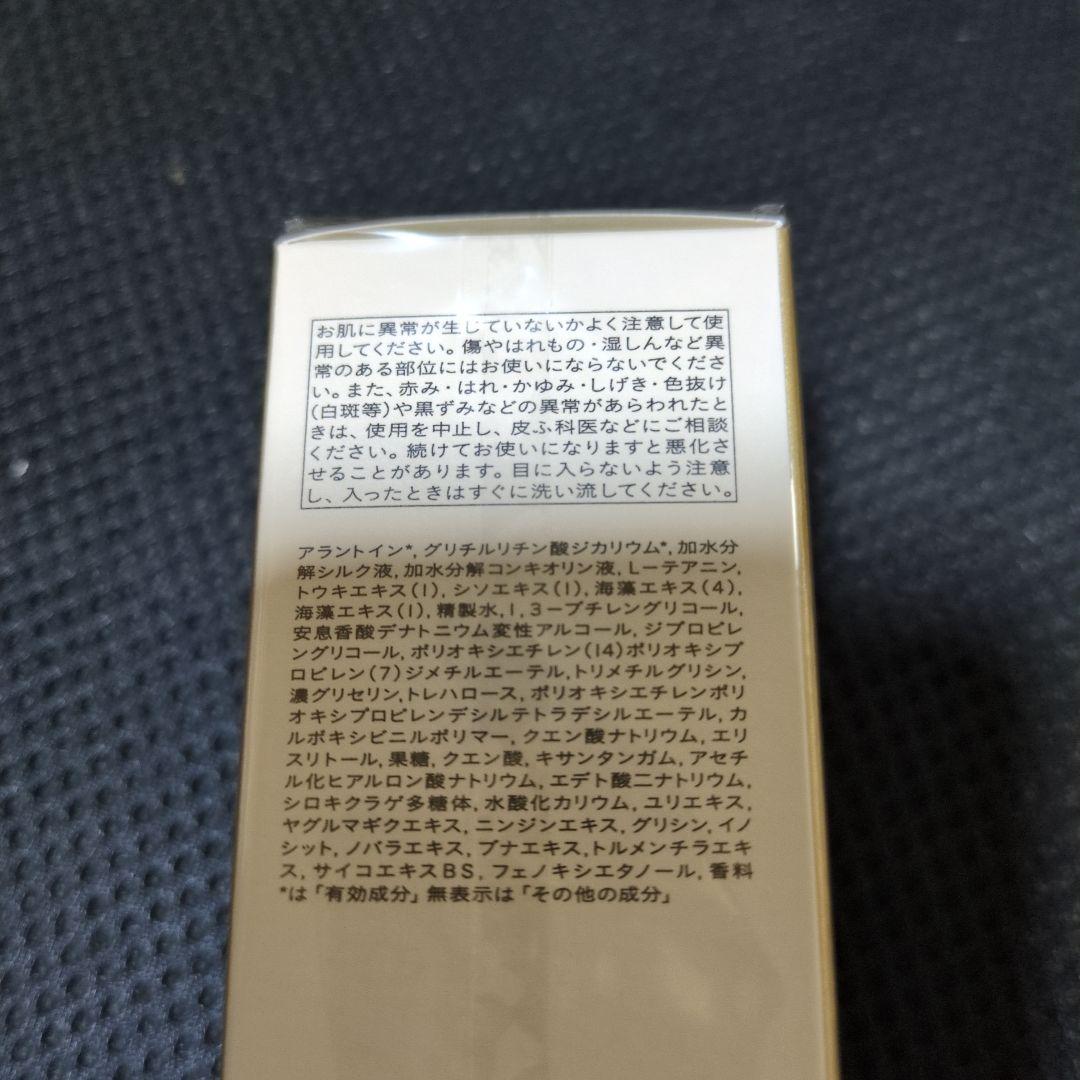 お肌に異常が生じていないかよく注意して使
用してください。傷やはれもの・湿しんなど異
常のある部位にはお使いにならないでくださ
い。また、赤み・はれ・かゆみ・しげき・色抜け
(白斑等)や黒ずみなどの異常があらわれたと
きは、使用を中止し、皮ふ科医などにご相談
ください。続けてお使いになりますと悪化さ
せることがあります。目に入らないよう注意
し、入ったときはすぐに洗い流してください。
アラントイン*,グリチルリチン酸ジカリウム*,加水分
解シルク液,加水分解コンキオリン液,L－テアニン,
トウキエキス(1),シソエキス(1),海藻エキス(4),
海藻エキス(1),精製水,1,3－ブチレングリコール,
安息香酸デナトニウム変性アルコール,ジプロピレ
ングリコール,ポリオキシエチレン(14)ポリオキシプ
ロピレン(7)ジメチルエーテル,トリメチルグリシン,
濃グリセリン,トレハロース,ポリオキシエチレンポリ
オキシプロピレンデシルテトラデシルエーテル,カ
ルボキシビニルポリマー,クエン酸ナトリウム,エリ
スリトール,果糖,クエン酸,キサンタンガム,アセチ
ル化ヒアルロン酸ナトリウム,エデト酸二ナトリウム,
シロキクラゲ多糖体,水酸化カリウム,ユリエキス,
ヤグルマギクエキス,ニンジンエキス,グリシン,イノ
シット,ノバラエキス,ブナエキス,トルメンチラエキ
ス,サイコエキスBS,フェノキシエタノール,香料
*は「有効成分」無表示は「その他の成分」